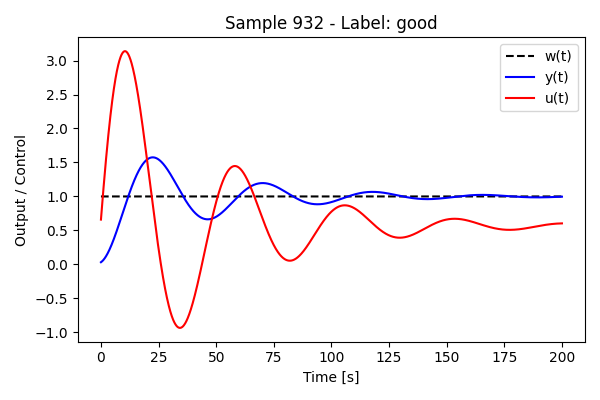 Sample 932 - Label: good
w(t)
y(t)
u(t)
Output / Control
3.0
2.5
2.0
1.5
1.0
0.5
0.0
−0.5
−1.0
0 25 50 75 100 125 150 175 200
Time [s]